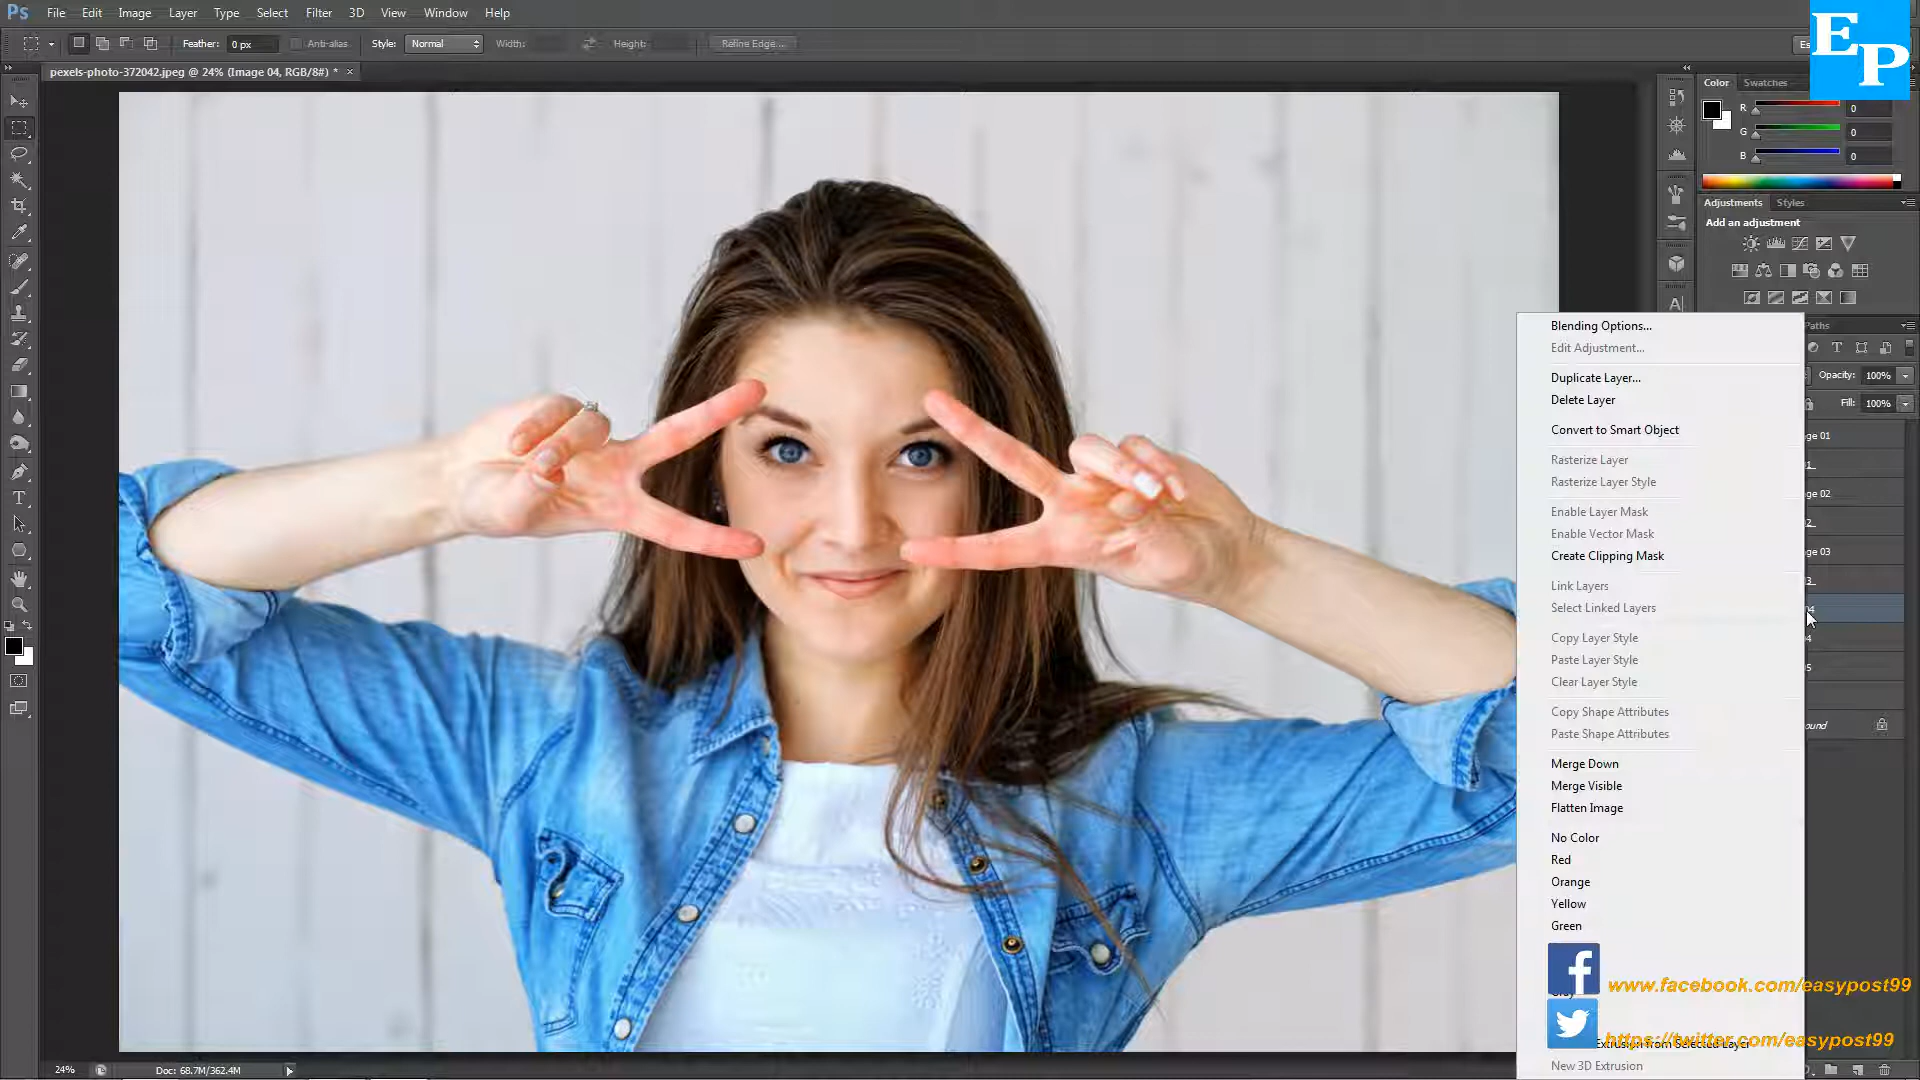 Ps File Edit Image Layer Type Select Filter 3D View Window Help
Feather: 0 px Anti-alias Style: Normal Width: Height: Refine Edge...
EP
pexels-photo-372042.jpeg @ 24% (Image 04, RGB/8#) * ×
Color Swatches
R 0
G 0
B 0
Adjustments Styles
Add an adjustment
Paths
Opacity: 100%
Fill: 100%
Blending Options...
Edit Adjustment...
Duplicate Layer...
Delete Layer
Convert to Smart Object
Rasterize Layer
Rasterize Layer Style
Enable Layer Mask
Enable Vector Mask
Create Clipping Mask
Link Layers
Select Linked Layers
Copy Layer Style
Paste Layer Style
Clear Layer Style
Copy Shape Attributes
Paste Shape Attributes
Merge Down
Merge Visible
Flatten Image
No Color
Red
Orange
Yellow
Green
www.facebook.com/easypost99
https://twitter.com/easypost99
Extrusion from Selected Layer
New 3D Extrusion
24% Doc: 68.7M/362.4M